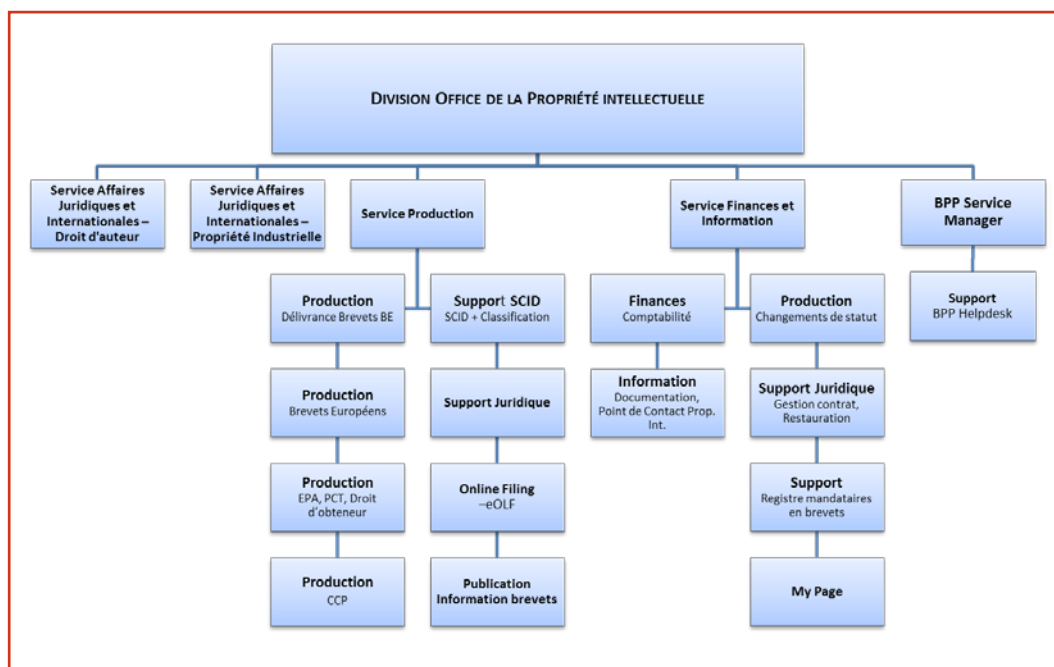 DIVISION OFFICE DE LA PROPRIÉTÉ INTELLECTUELLE
Service Affaires
Juridiques et
Internationales –
Droit d'auteur
Service Affaires
Juridiques et
Internationales –
Propriété Industrielle
Service Production
Service Finances et
Information
BPP Service
Manager
Production
Délivrance Brevets BE
Support SCID
SCID + Classification
Finances
Comptabilité
Production
Changements de statut
Support
BPP Helpdesk
Production
Brevets Européens
Support Juridique
Information
Documentation,
Point de Contact Prop.
Int.
Support Juridique
Gestion contrat,
Restauration
Production
EPA, PCT, Droit
d'obteneur
Online Filing
–eOLF
Support
Registre mandataires
en brevets
Production
CCP
Publication
Information brevets
My Page